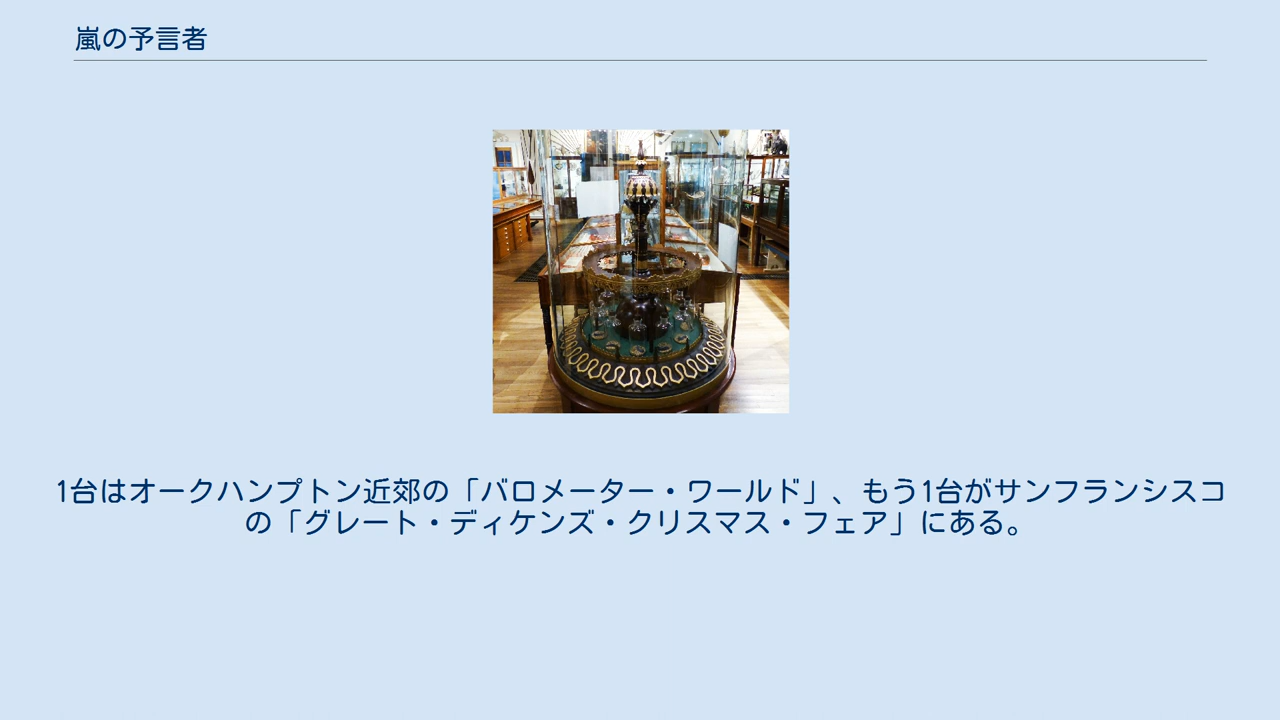 嵐の予言者
1台はオークハンプトン近郊の「バロメーター・ワールド」、もう1台がサンフランシスコ
の「グレート・ディケンズ・クリスマス・フェア」にある。